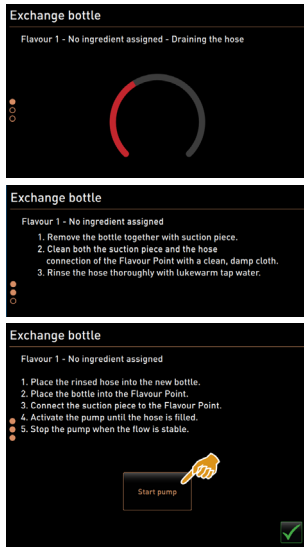 Exchange bottle
Flavour 1 - No ingredient assigned - Draining the hose
Exchange bottle
Flavour 1 - No ingredient assigned
1. Remove the bottle together with suction piece.
2. Clean both the suction piece and the hose
connection of the Flavour Point with a clean, damp cloth.
3. Rinse the hose thoroughly with lukewarm tap water.
Exchange bottle
Flavour 1 - No ingredient assigned
1. Place the rinsed hose into the new bottle.
2. Place the bottle into the Flavour Point.
3. Connect the suction piece to the Flavour Point.
4. Activate the pump until the hose is filled.
5. Stop the pump when the flow is stable.
Start pump